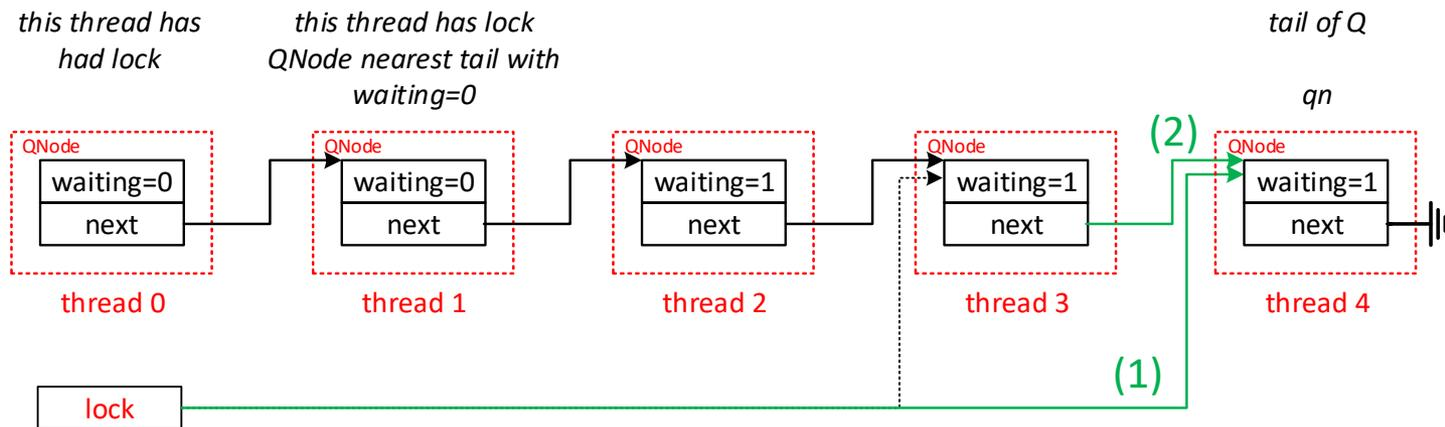 this thread has
had lock
this thread has lock
QNode nearest tail with
waiting=0
tail of Q
qn
(2)
QNode
QNode
QNode
QNode
QNode
waiting=0
waiting=0
waiting=1
waiting=1
waiting=1
next
next
next
next
next
thread 0
thread 1
thread 2
thread 3
thread 4
(1)
lock